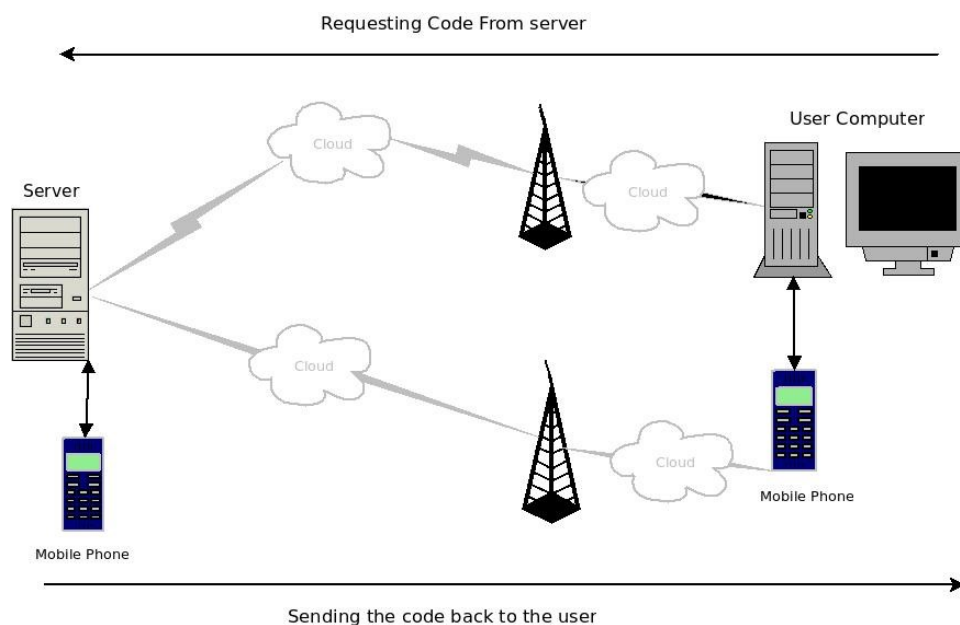 Requesting Code From server
User Computer
Cloud
Cloud
Server
Cloud
Cloud
Mobile Phone
Mobile Phone
Sending the code back to the user